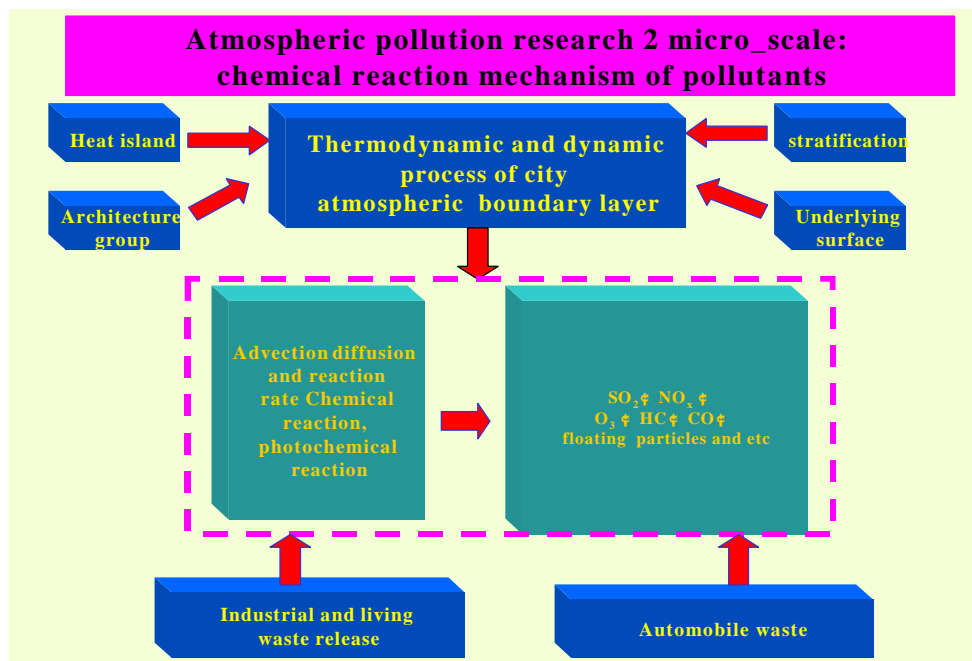 Atmospheric pollution research 2 micro_scale:
chemical reaction mechanism of pollutants
Heat island
Thermodynamic and dynamic
process of city
atmospheric boundary layer
stratification
Architecture
group
Underlying
surface
Advection diffusion
and reaction
rate Chemical
reaction,
photochemical
reaction
SO₂¢ NOₓ ¢
O₃ ¢ HC¢ CO¢
floating particles and etc
Industrial and living
waste release
Automobile waste